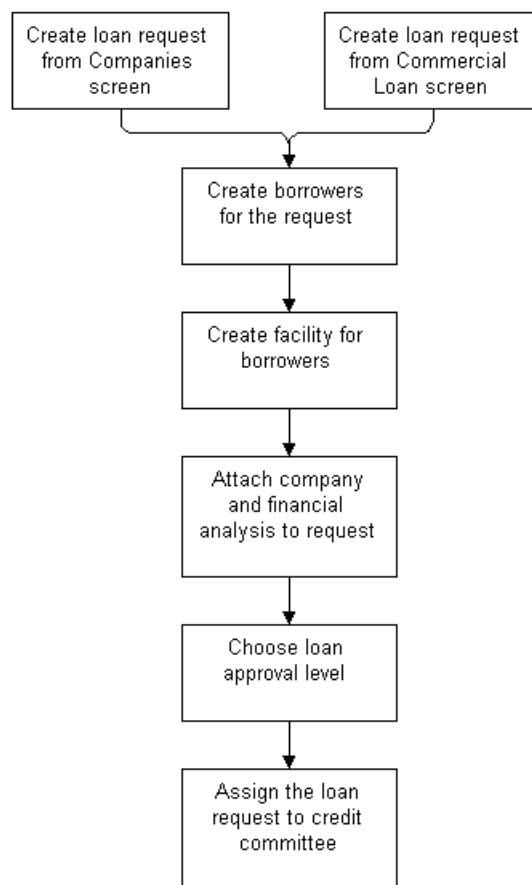 Create loan request
from Companies
screen
Create loan request
from Commercial
Loan screen
Create borrowers
for the request
Create facility for
borrowers
Attach company
and financial
analysis to request
Choose loan
approval level
Assign the loan
request to credit
committee